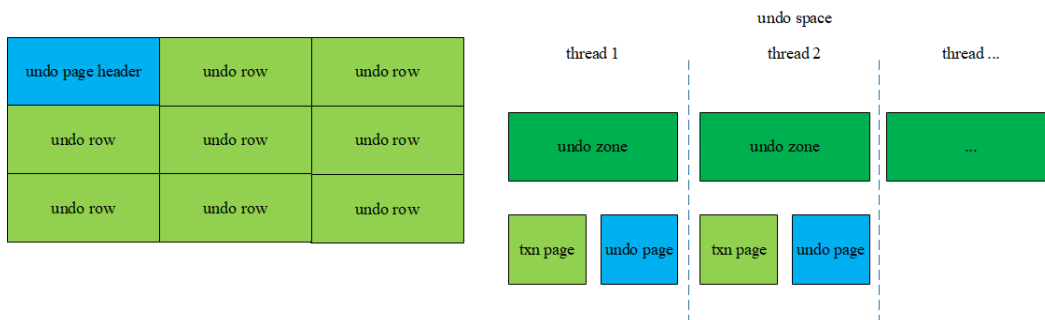 undo page header
undo row
undo row
undo row
undo row
undo row
undo row
undo row
undo row
undo space
thread 1
thread 2
thread ...
undo zone
undo zone
...
txn page
undo page
txn page
undo page